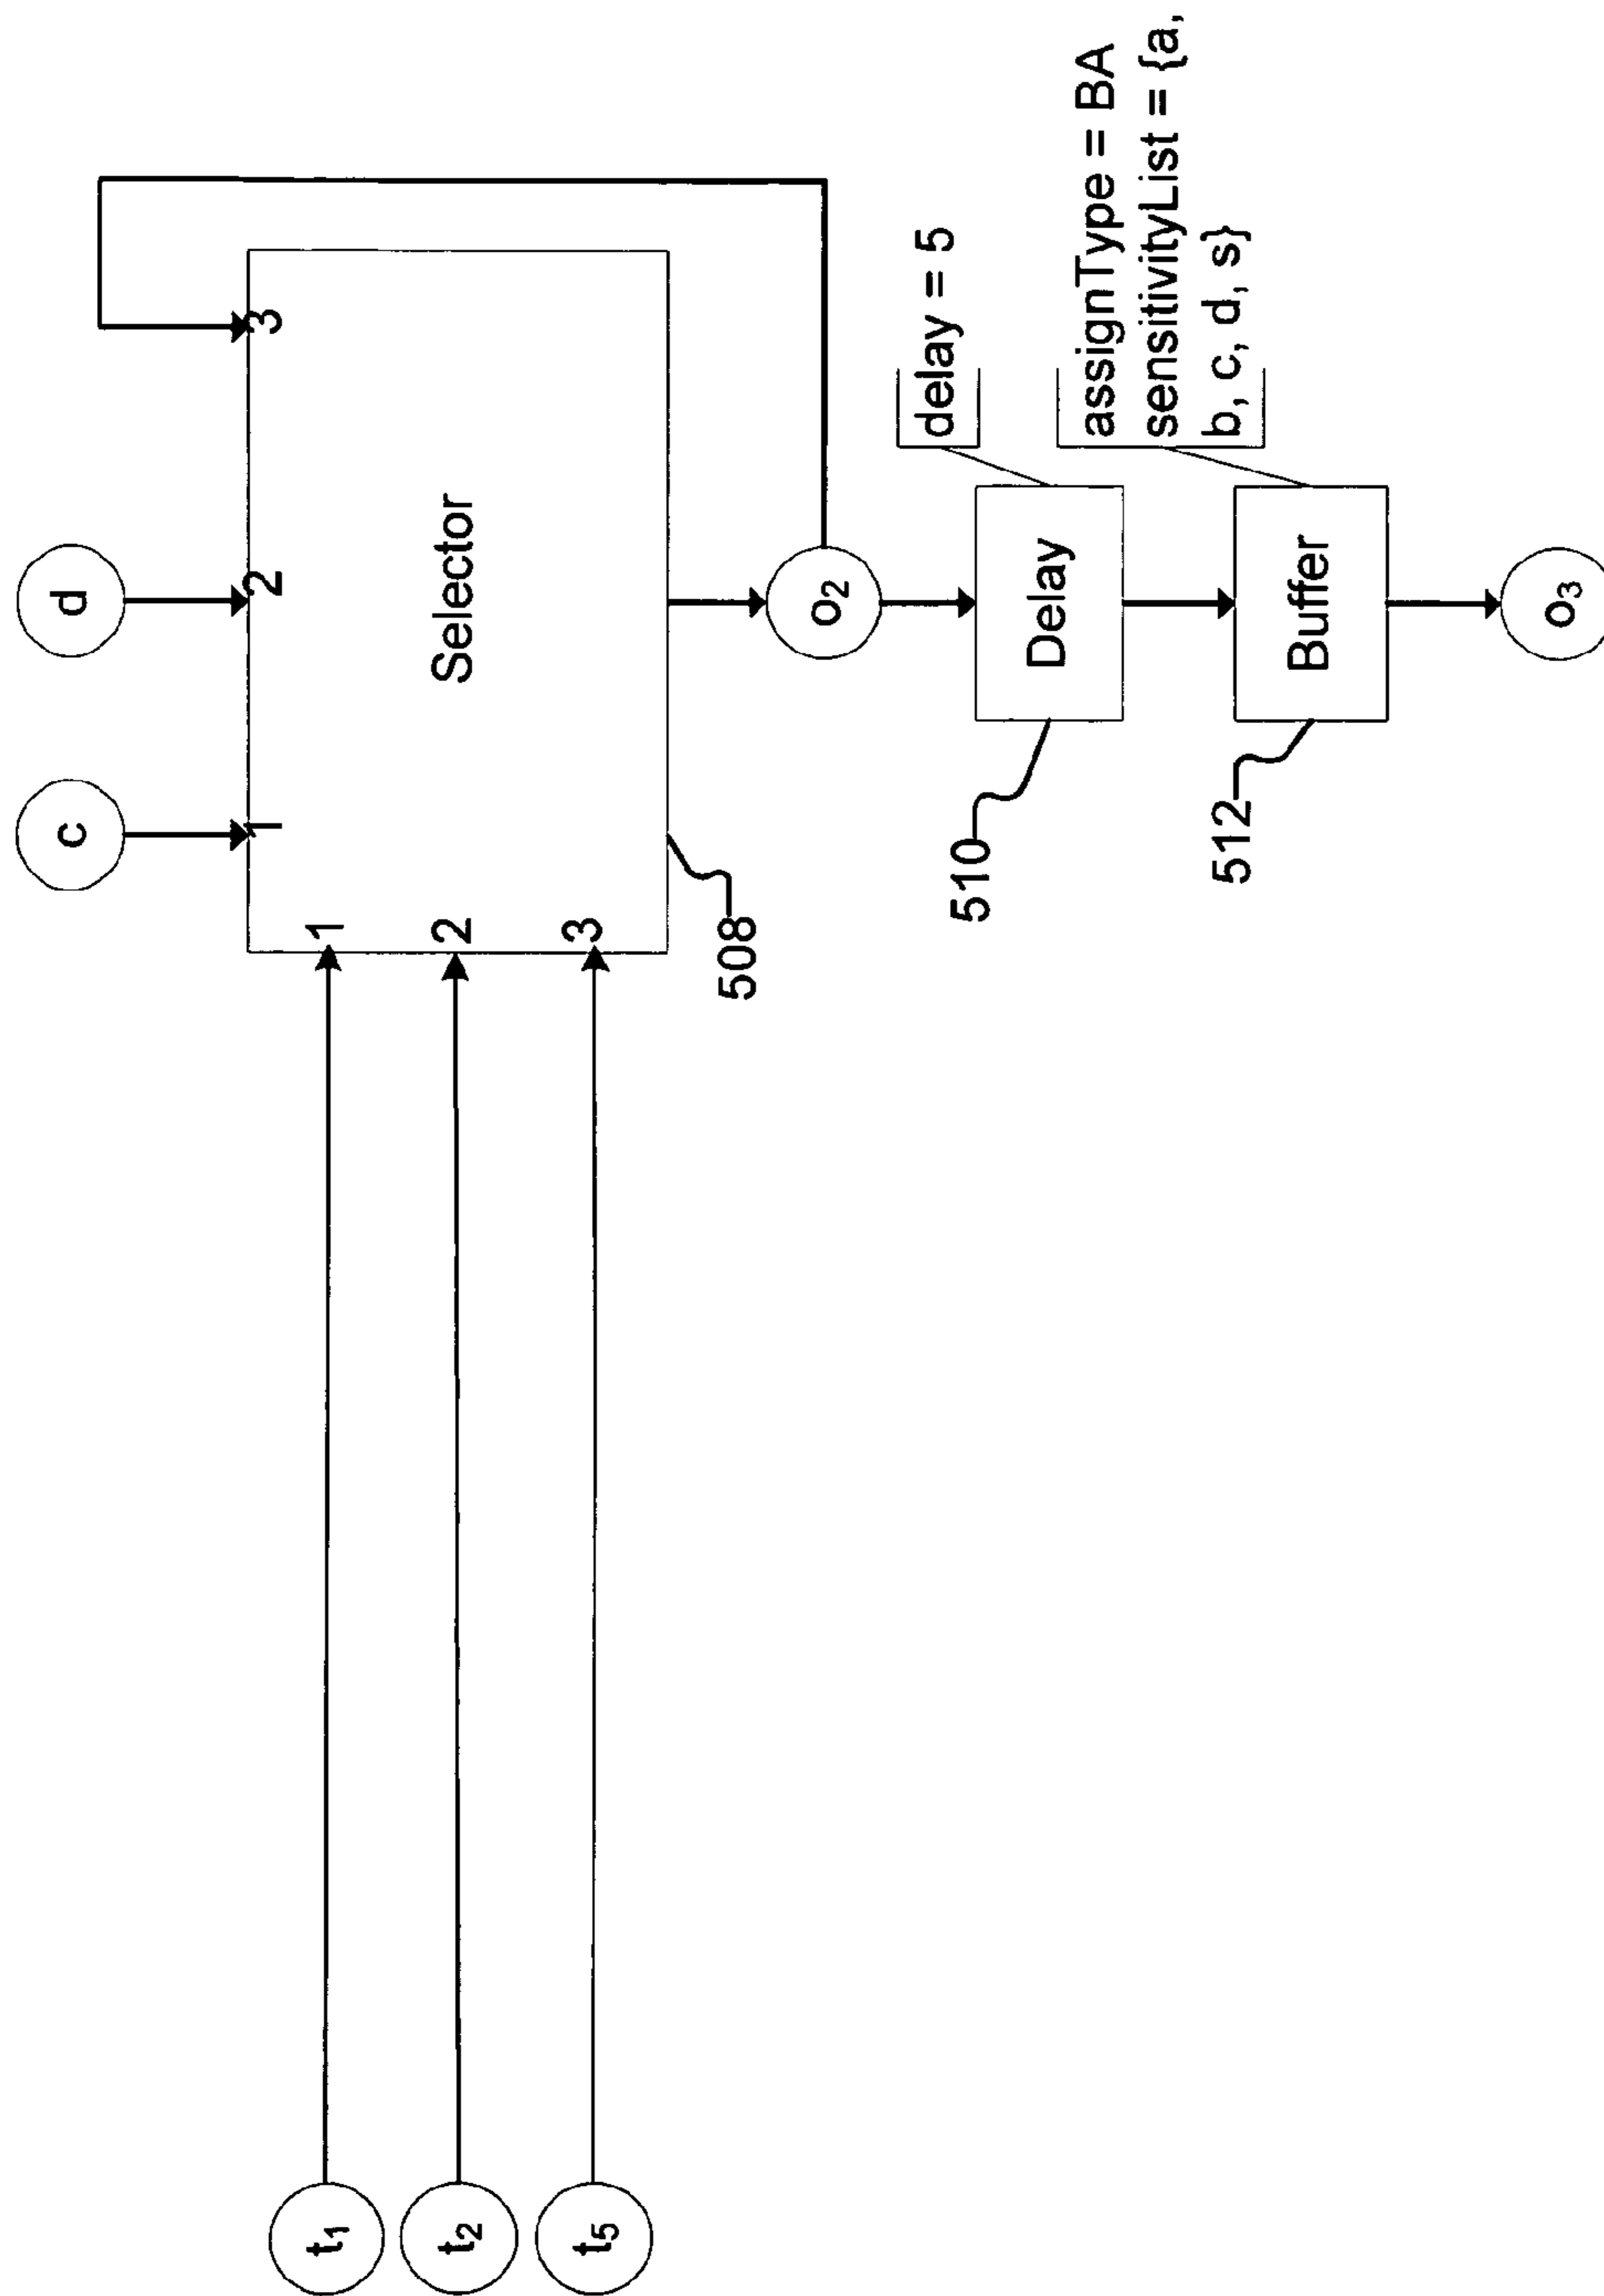 c
d
1
2
3
1
2
3
Selector
508
t₁
t₂
t₅
o₂
delay = 5
Delay
510
assignType = BA
sensitivityList = {a,
b, c, d, s}
Buffer
512
o₃